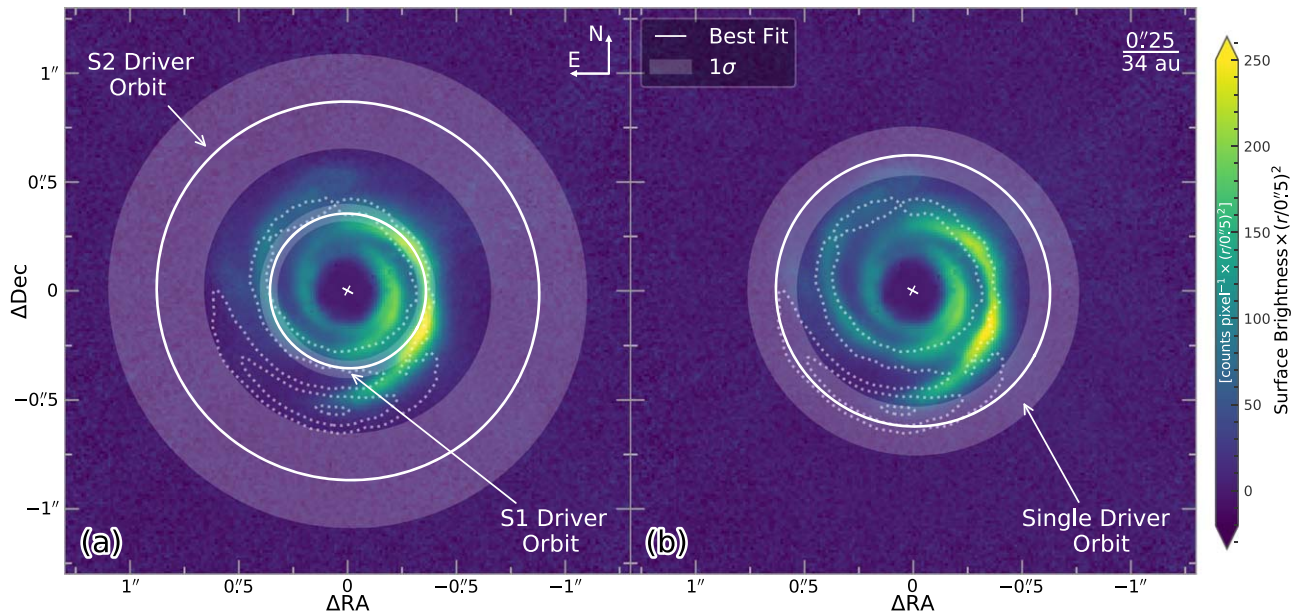 S2 Driver
Orbit
N
E
S1 Driver
Orbit
(a)
1″
0.″5
0
−0.″5
−1″
ΔDec
1″
0.″5
0
−0.″5
−1″
ΔRA
Best Fit
1σ
0.″25
34 au
Single Driver
Orbit
(b)
1″
0.″5
0
−0.″5
−1″
ΔRA
250
200
150
100
50
0
[counts pixel⁻¹ × (r/0.″5)²]
Surface Brightness × (r/0.″5)²